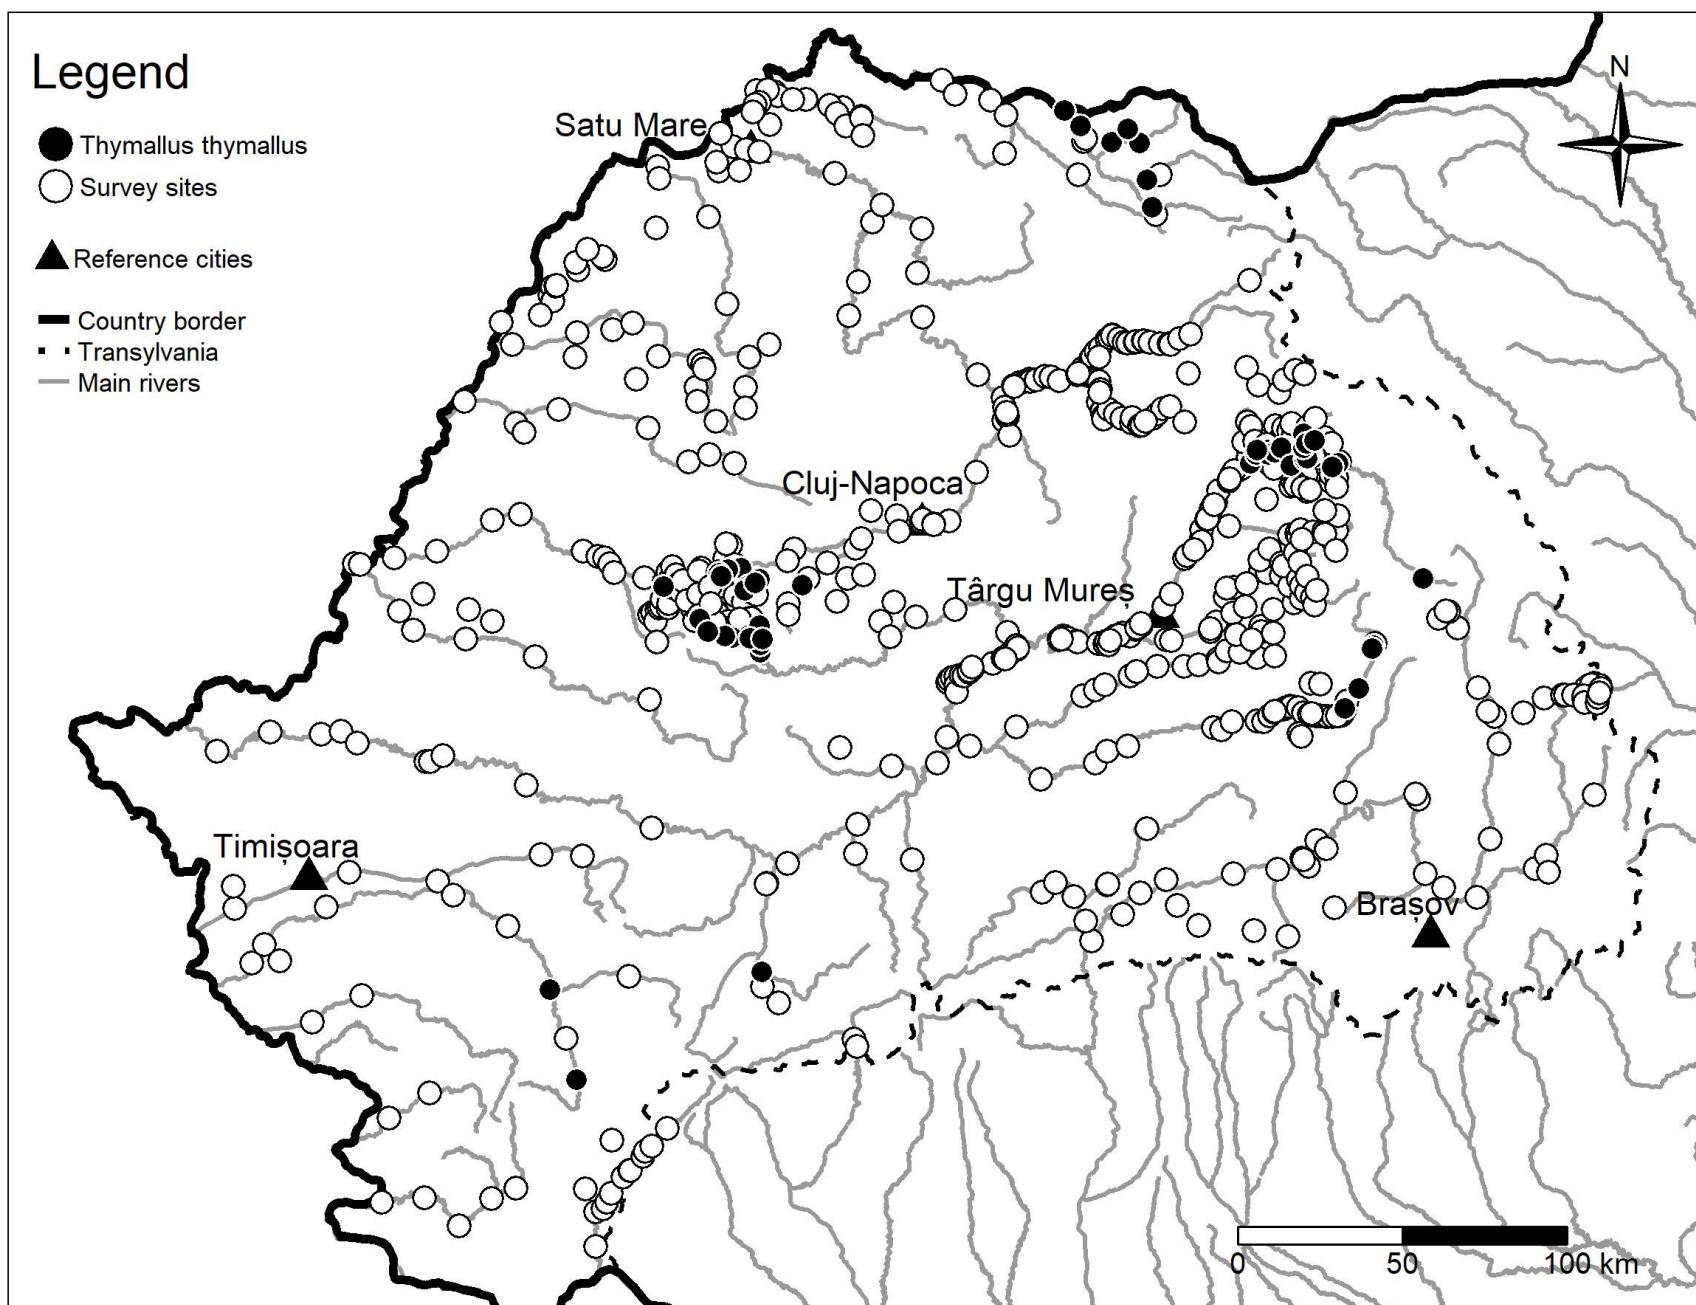 Legend
Thymallus thymallus
Survey sites
Reference cities
Country border
Transylvania
Main rivers
N
Satu Mare
Cluj-Napoca
Târgu Mureș
Timișoara
Brașov
0 50 100 km